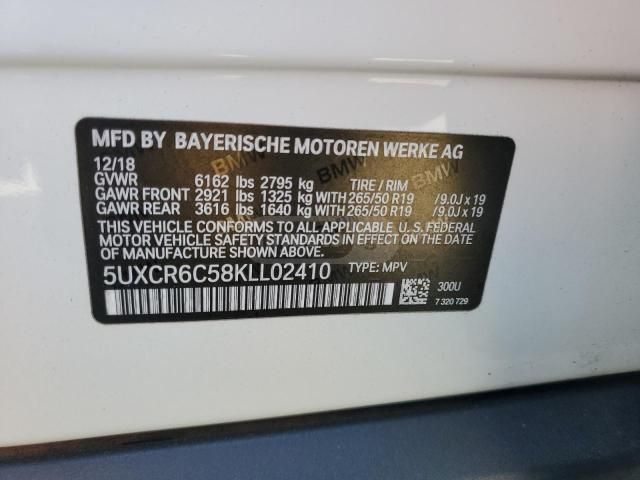 MFD BY BAYERISCHE MOTOREN WERKE AG
12/18
GVWR 6162 lbs 2795 kg TIRE / RIM
GAWR FRONT 2921 lbs 1325 kg WITH 265/50 R19 /9.0J x 19
GAWR REAR 3616 lbs 1640 kg WITH 265/50 R19 /9.0J x 19
THIS VEHICLE CONFORMS TO ALL APPLICABLE U. S. FEDERAL
MOTOR VEHICLE SAFETY STANDARDS IN EFFECT ON THE DATE
OF MANUFACTURE SHOWN ABOVE.
5UXCR6C58KLL02410 TYPE: MPV
300U
7 320 729
BMW
BMW
BMW